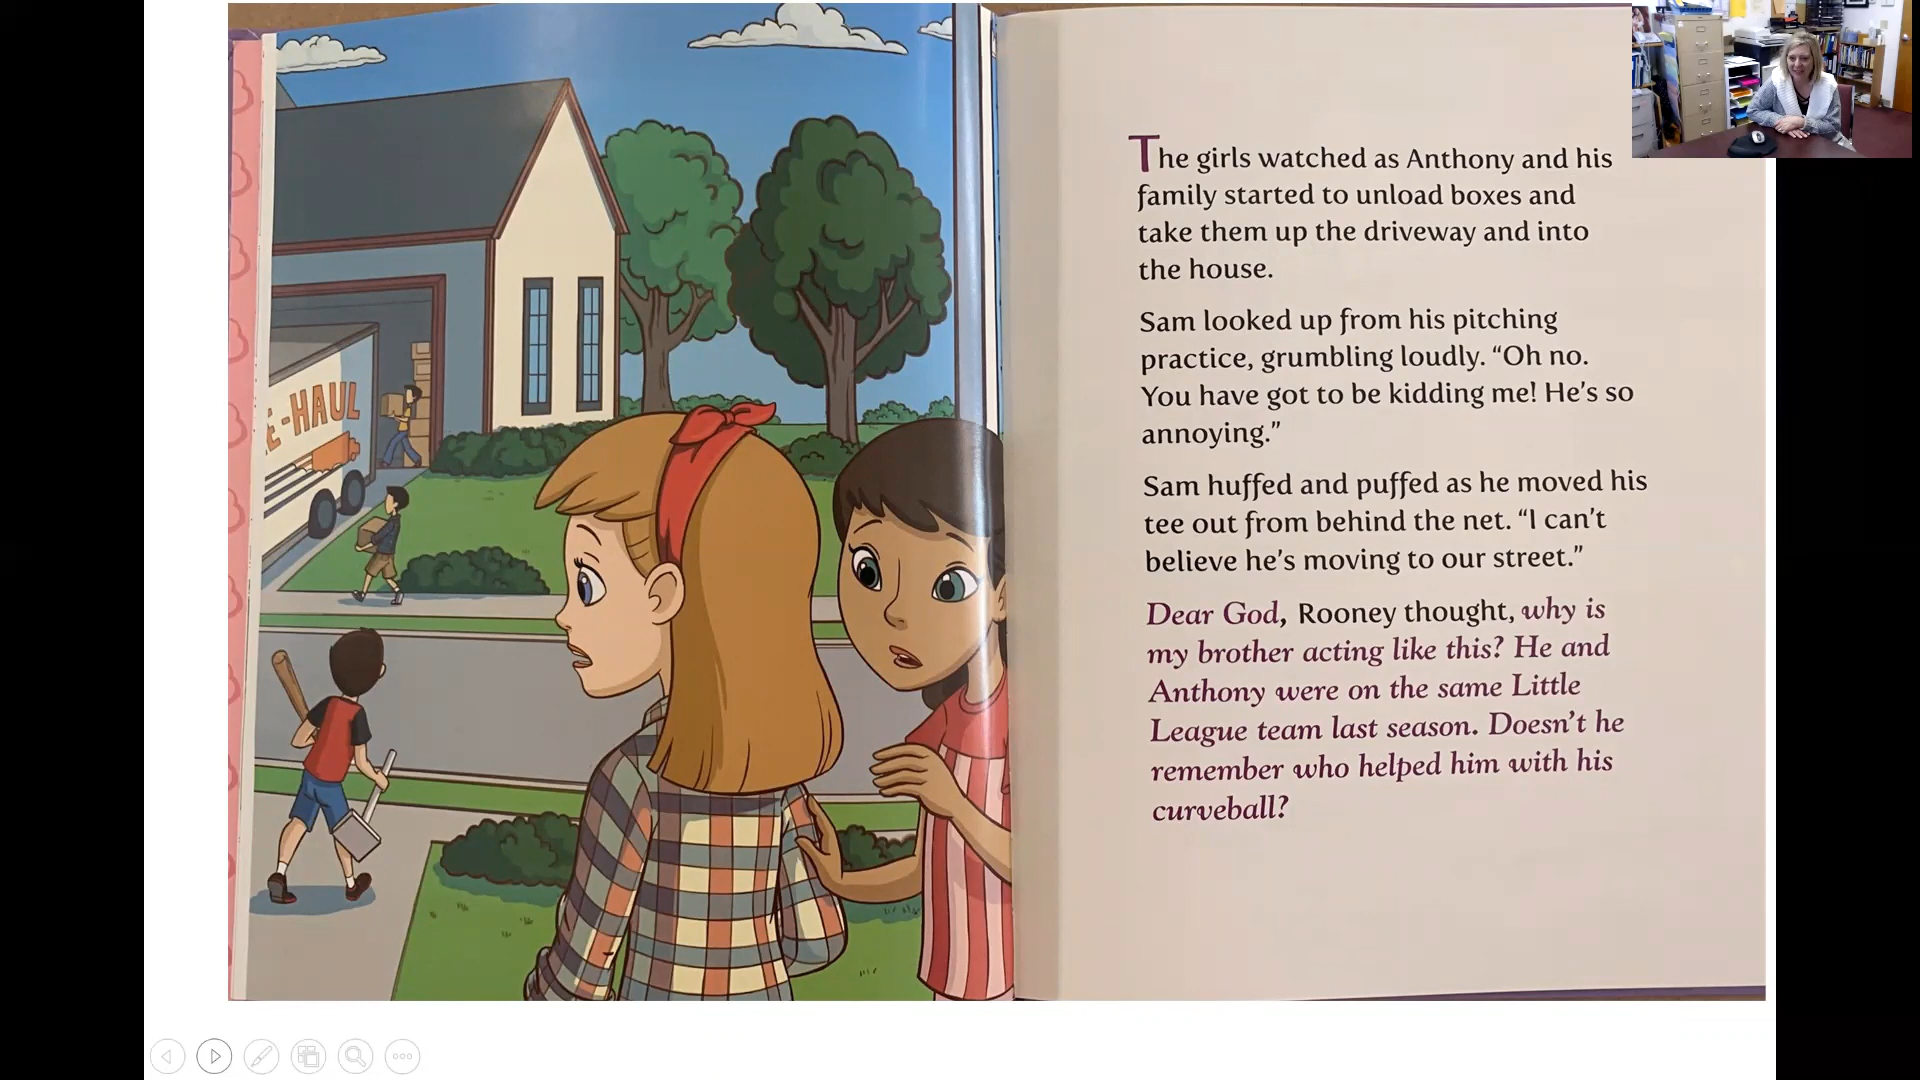 E-HAUL
The girls watched as Anthony and his
family started to unload boxes and
take them up the driveway and into
the house.
Sam looked up from his pitching
practice, grumbling loudly. “Oh no.
You have got to be kidding me! He’s so
annoying.”
Sam huffed and puffed as he moved his
tee out from behind the net. “I can’t
believe he’s moving to our street.”
Dear God, Rooney thought, why is
my brother acting like this? He and
Anthony were on the same Little
League team last season. Doesn’t he
remember who helped him with his
curveball?